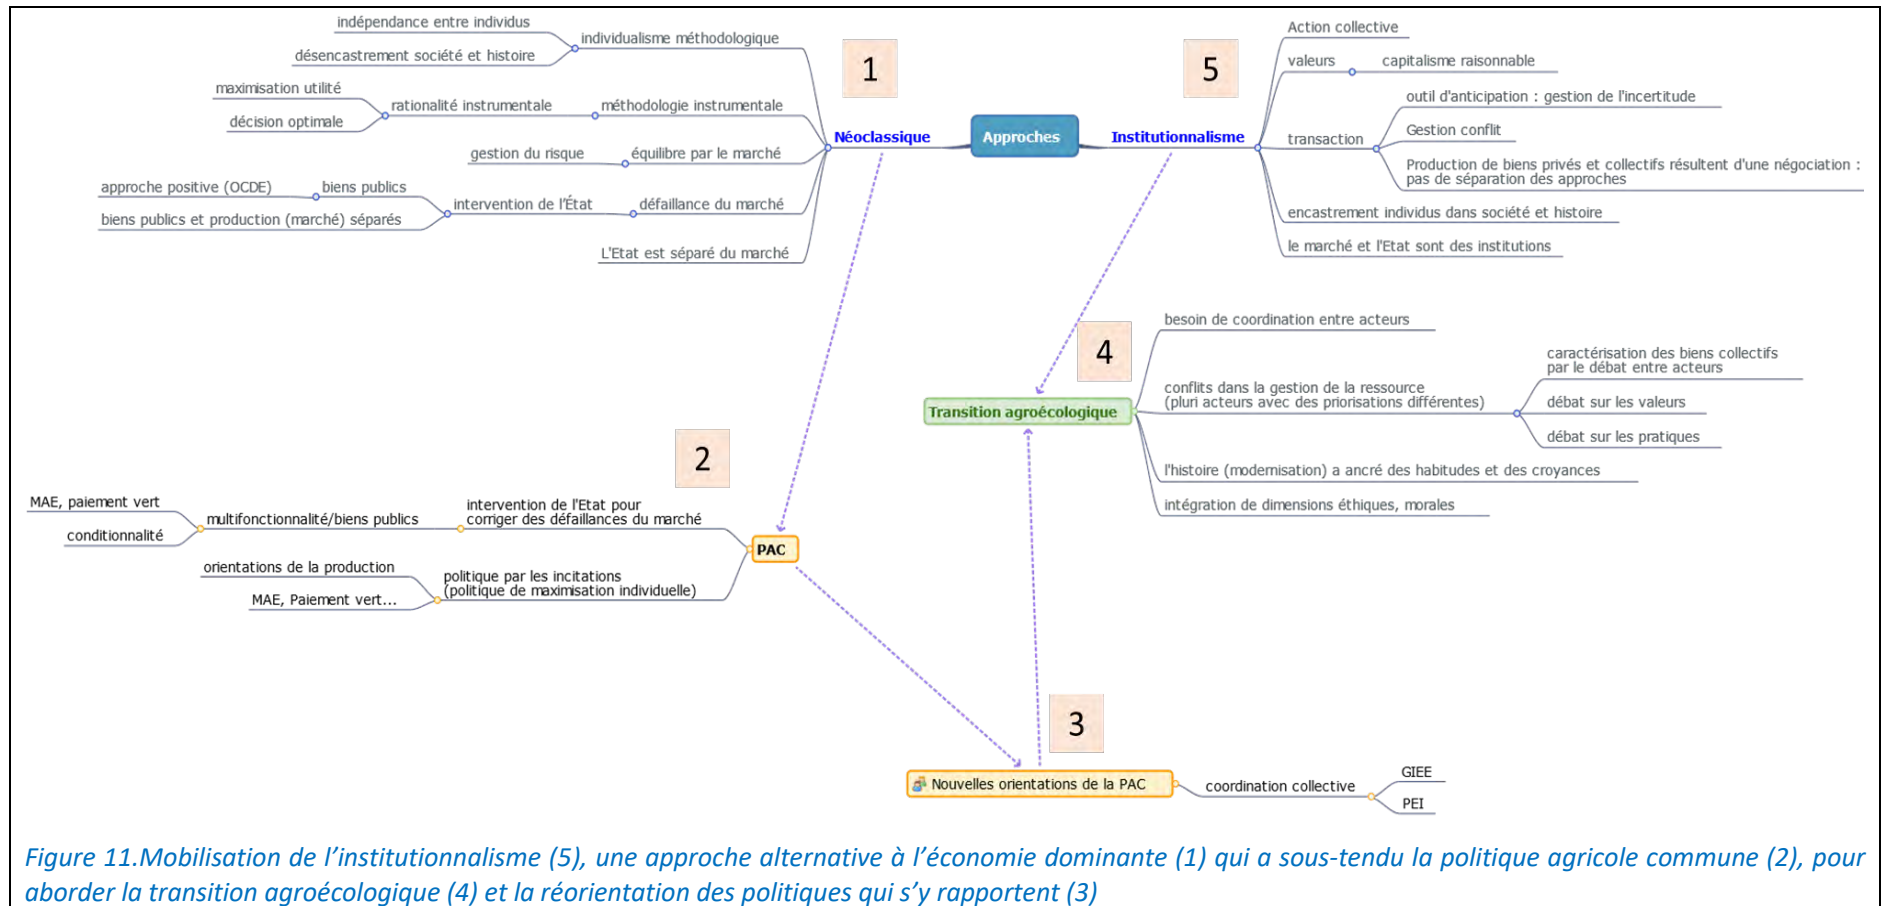 indépendance entre individus
désencastrement société et histoire
individualisme méthodologique
maximisation utilité
décision optimale
rationalité instrumentale
méthodologie instrumentale
gestion du risque
équilibre par le marché
approche positive (OCDE)
biens publics
biens publics et production (marché) séparés
intervention de l'État
défaillance du marché
L'Etat est séparé du marché
1
Néoclassique
Approches
Institutionnalisme
5
Action collective
valeurs
capitalisme raisonnable
transaction
outil d'anticipation : gestion de l'incertitude
Gestion conflit
Production de biens privés et collectifs résultent d'une négociation :
pas de séparation des approches
encastrement individus dans société et histoire
le marché et l'Etat sont des institutions
4
Transition agroécologique
besoin de coordination entre acteurs
conflits dans la gestion de la ressource
(pluri acteurs avec des priorisations différentes)
caractérisation des biens collectifs
par le débat entre acteurs
débat sur les valeurs
débat sur les pratiques
l'histoire (modernisation) a ancré des habitudes et des croyances
intégration de dimensions éthiques, morales
2
MAE, paiement vert
conditionnalité
multifonctionnalité/biens publics
intervention de l'Etat pour
corriger des défaillances du marché
PAC
orientations de la production
MAE, Paiement vert...
politique par les incitations
(politique de maximisation individuelle)
3
Nouvelles orientations de la PAC
coordination collective
GIEE
PEI
Figure 11.Mobilisation de l’institutionnalisme (5), une approche alternative à l’économie dominante (1) qui a sous-tendu la politique agricole commune (2), pour
aborder la transition agroécologique (4) et la réorientation des politiques qui s’y rapportent (3)